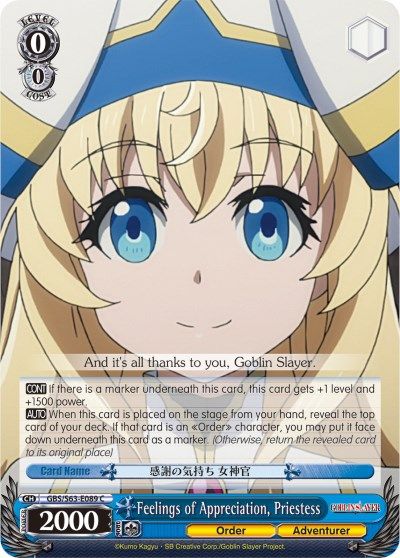 LEVEL
0
0
COST
And it's all thanks to you, Goblin Slayer.
CONT If there is a marker underneath this card, this card gets +1 level and
+1500 power.
AUTO When this card is placed on the stage from your hand, reveal the top
card of your deck. If that card is an «Order» character, you may put it face
down underneath this card as a marker. (Otherwise, return the revealed card
to its original place)
Card Name 感謝の気持ち 女神官
CH GBS/S63-E089 C
Feelings of Appreciation, Priestess
GOBLIN SLAYER
2000
Order Adventurer
©Kumo Kagyu・SB Creative Corp./Goblin Slayer Project.